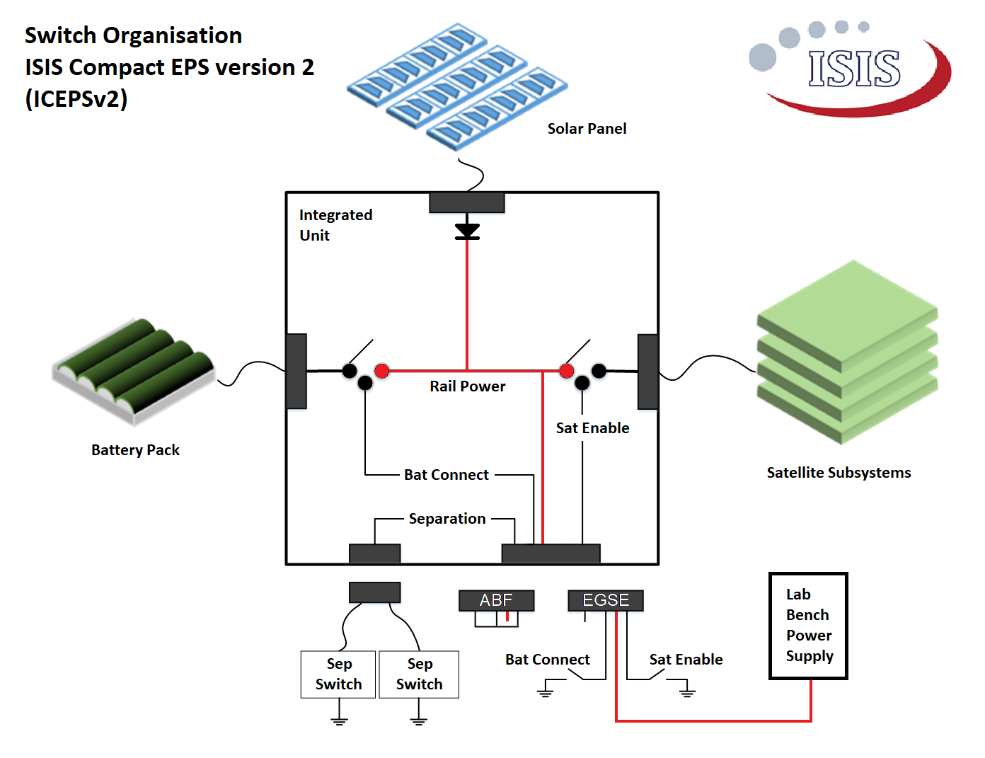 Switch Organisation
ISIS Compact EPS version 2
(ICEPSv2)
ISIS
Solar Panel
Integrated
Unit
Rail Power
Sat Enable
Battery Pack
Bat Connect
Satellite Subsystems
Separation
ABF
EGSE
Lab
Bench
Power
Supply
Bat Connect
Sat Enable
Sep
Switch
Sep
Switch